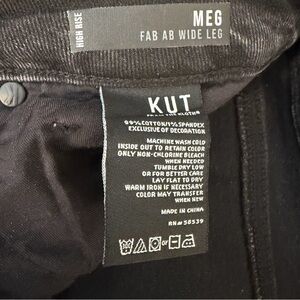 HIGH RISE
MEG
FAB AB WIDE LEG
KUT
FROM THE KLOTH
99%COTTON/1%SPANDEX
EXCLUSIVE OF DECORATION
MACHINE WASH COLD
INSIDE OUT TO RETAIN COLOR
ONLY NON-CHLORINE BLEACH
WHEN NEEDED
TUMBLE DRY LOW
OR FOR BETTER CARE
LAY FLAT TO DRY
WARM IRON IF NECESSARY
COLOR MAY TRANSFER
WHEN NEW
MADE IN CHINA
RN# 58539
OR